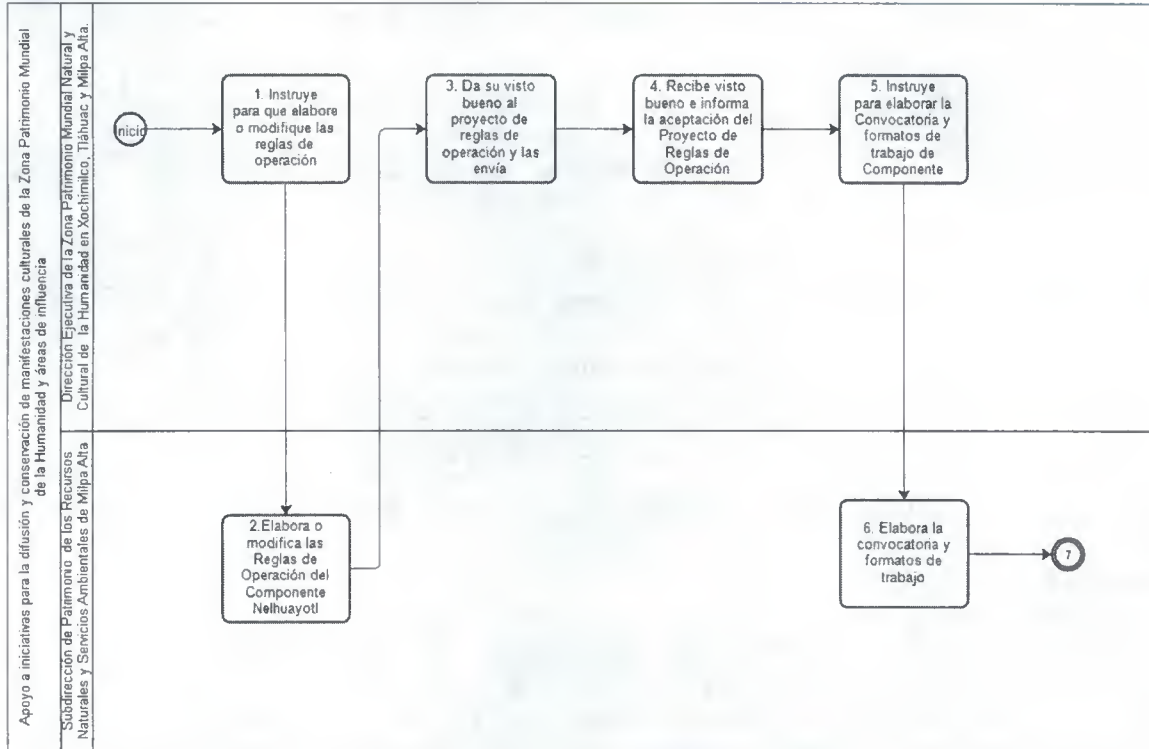 Apoyo a iniciativas para la difusión y conservación de manifestaciones culturales de la Zona Patrimonio Mundial
de la Humanidad y áreas de influencia
Dirección Ejecutiva de la Zona Patrimonio Mundial Natural y
Cultural de la Humanidad en Xochimilco, Tláhuac y Milpa Alta.
Inicio
1. Instruye
para que elabore
o modifique las
reglas de
operación
3. Da su visto
bueno al
proyecto de
reglas de
operación y las
envía
4. Recibe visto
bueno e informa
la aceptación del
Proyecto de
Reglas de
Operación
5. Instruye
para elaborar la
Convocatoria y
formatos de
trabajo de
Componente
Subdirección de Patrimonio de los Recursos
Naturales y Servicios Ambientales de Milpa Alta
2.Elabora o
modifica las
Reglas de
Operación del
Componente
Nelhuayotl
6. Elabora la
convocatoria y
formatos de
trabajo
7